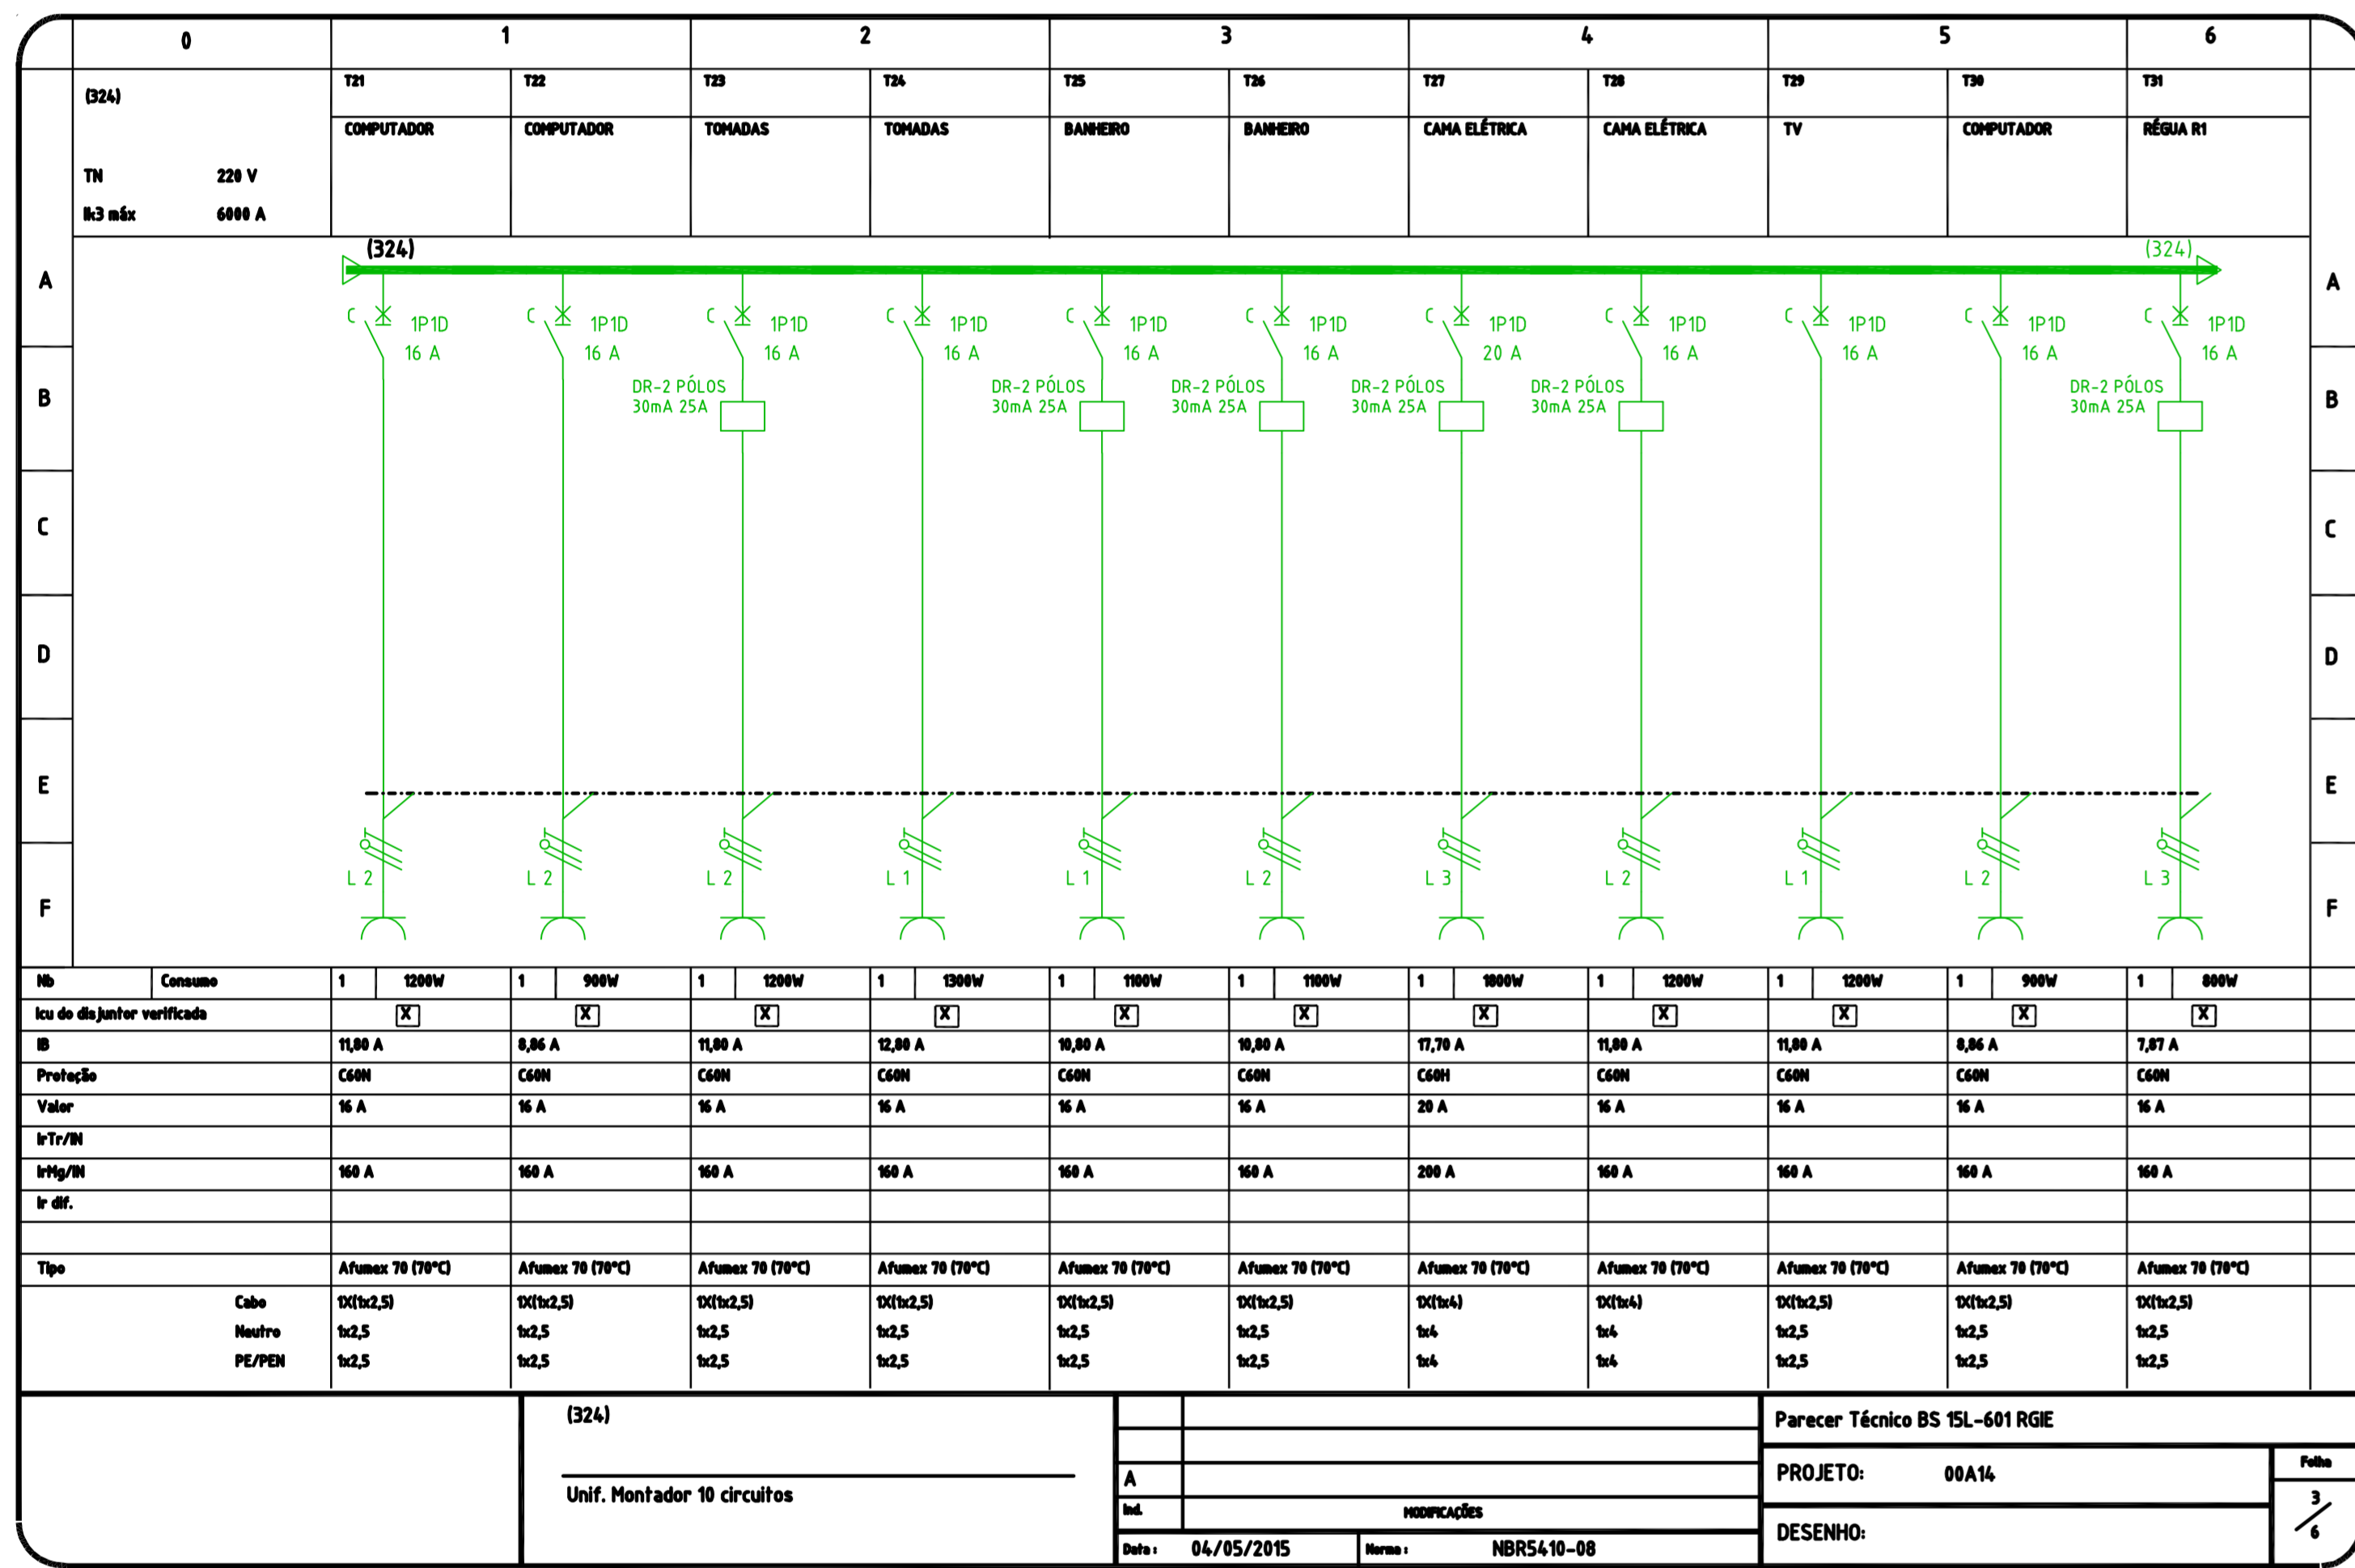 0 1 2 3 4 5 6
(324) T21 T22 T23 T24 T25 T26 T27 T28 T29 T30 T31
COMPUTADOR COMPUTADOR TOMADAS TOMADAS BANHEIRO BANHEIRO CAMA ELÉTRICA CAMA ELÉTRICA TV COMPUTADOR RÉGUA R1
TN 220 V
Ik3 máx 6000 A
(324) (324)
A A
C C C C C C C C C C C
1P1D 1P1D 1P1D 1P1D 1P1D 1P1D 1P1D 1P1D 1P1D 1P1D 1P1D
16 A 16 A 16 A 16 A 16 A 16 A 20 A 16 A 16 A 16 A 16 A
DR-2 PÓLOS DR-2 PÓLOS DR-2 PÓLOS DR-2 PÓLOS DR-2 PÓLOS DR-2 PÓLOS
B B
30mA 25A 30mA 25A 30mA 25A 30mA 25A 30mA 25A 30mA 25A
C C
D D
E E
L 2 L 2 L 2 L 1 L 1 L 2 L 3 L 2 L 1 L 2 L 3
F F
Nb Consumo 1 1200W 1 900W 1 1200W 1 1300W 1 1100W 1 1100W 1 1800W 1 1200W 1 1200W 1 900W 1 800W
Icu do disjuntor verificada X X X X X X X X X X X
IB 11,80 A 8,86 A 11,80 A 12,80 A 10,80 A 10,80 A 17,70 A 11,80 A 11,80 A 8,86 A 7,87 A
Proteção C60N C60N C60N C60N C60N C60N C60H C60N C60N C60N C60N
Valor 16 A 16 A 16 A 16 A 16 A 16 A 20 A 16 A 16 A 16 A 16 A
IrTr/IN
IrMg/IN 160 A 160 A 160 A 160 A 160 A 160 A 200 A 160 A 160 A 160 A 160 A
Ir dif.
Tipo Afumex 70 (70°C) Afumex 70 (70°C) Afumex 70 (70°C) Afumex 70 (70°C) Afumex 70 (70°C) Afumex 70 (70°C) Afumex 70 (70°C) Afumex 70 (70°C) Afumex 70 (70°C) Afumex 70 (70°C) Afumex 70 (70°C)
Cabo 1X(1x2,5) 1X(1x2,5) 1X(1x2,5) 1X(1x2,5) 1X(1x2,5) 1X(1x2,5) 1X(1x4) 1X(1x4) 1X(1x2,5) 1X(1x2,5) 1X(1x2,5)
Neutro 1x2,5 1x2,5 1x2,5 1x2,5 1x2,5 1x2,5 1x4 1x4 1x2,5 1x2,5 1x2,5
PE/PEN 1x2,5 1x2,5 1x2,5 1x2,5 1x2,5 1x2,5 1x4 1x4 1x2,5 1x2,5 1x2,5
(324)
Unif. Montador 10 circuitos
A
Ind. MODIFICAÇÕES
Data : 04/05/2015 Norma : NBR5410-08
Parecer Técnico BS 15L-601 RGIE
PROJETO: 00A14
DESENHO:
Folha
3/6